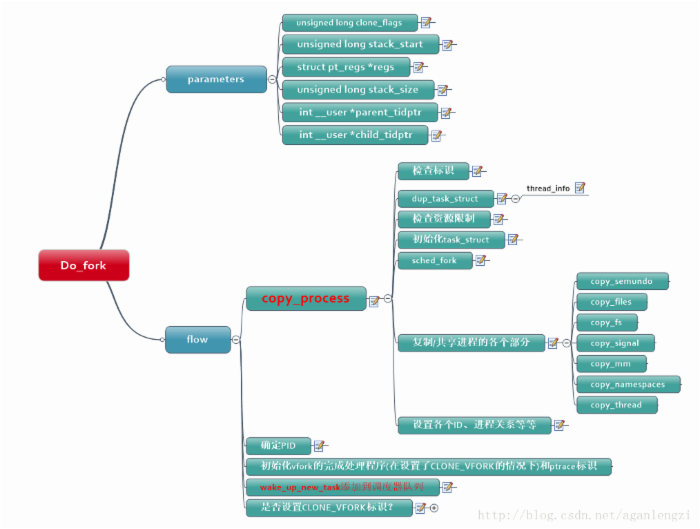 Do_fork
parameters
unsigned long clone_flags
unsigned long stack_start
struct pt_regs *regs
unsigned long stack_size
int __user *parent_tidptr
int __user *child_tidptr
flow
copy_process
检查标识
dup_task_struct
thread_info
检查资源限制
初始化task_struct
sched_fork
复制/共享进程的各个部分
copy_semundo
copy_files
copy_fs
copy_signal
copy_mm
copy_namespaces
copy_thread
设置各个ID、进程关系等等
确定PID
初始化vfork的完成处理程序(在设置了CLONE_VFORK的情况下)和ptrace标识
wake_up_new_task添加到调度器队列
是否设置CLONE_VFORK标识?
http://blog.csdn.net/aganlengzi